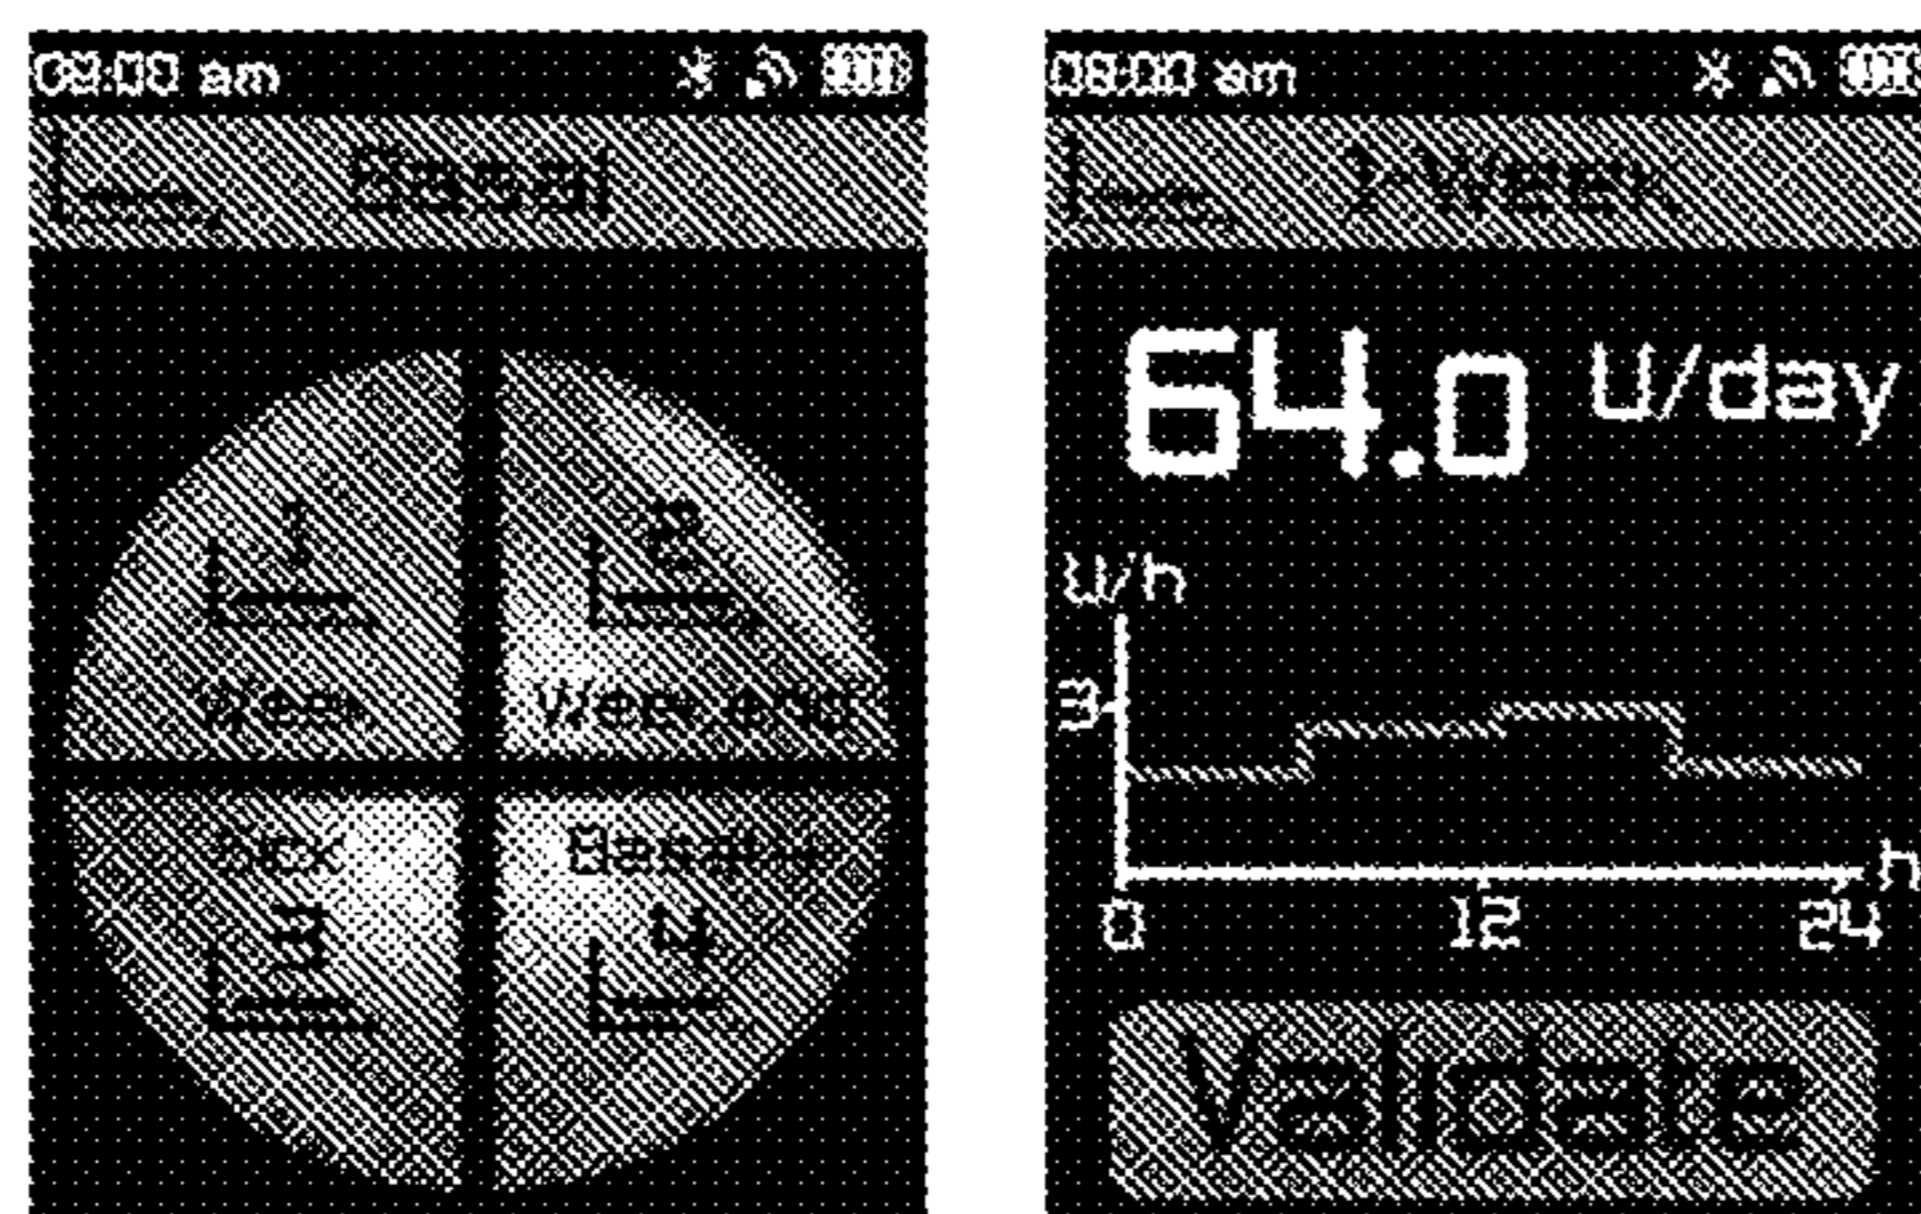 08:00 am
Basal
1
2
Week
Week end
Sick
3
4
08:00 am
1-Week
64.0 U/day
U/h
3
h
0 12 24
Validate